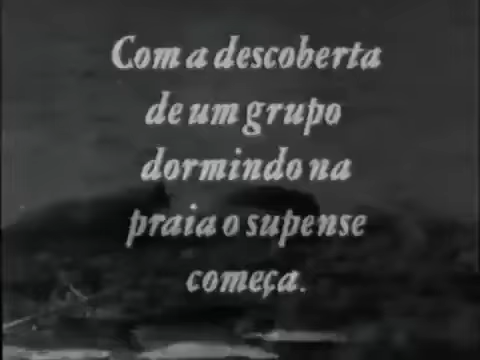 Com a descoberta
de um grupo
dormindo na
praia o supense
começa.